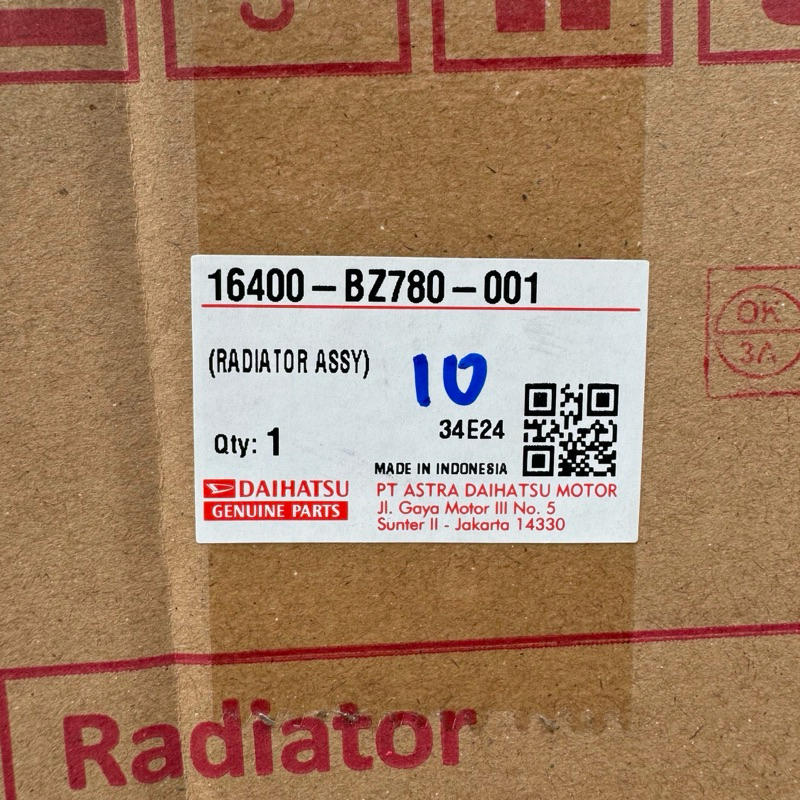 16400-BZ780-001
(RADIATOR ASSY)
10
Qty: 1
34E24
MADE IN INDONESIA
DAIHATSU
GENUINE PARTS
PT ASTRA DAIHATSU MOTOR
Jl. Gaya Motor III No. 5
Sunter II - Jakarta 14330
OK
3A
Radiator